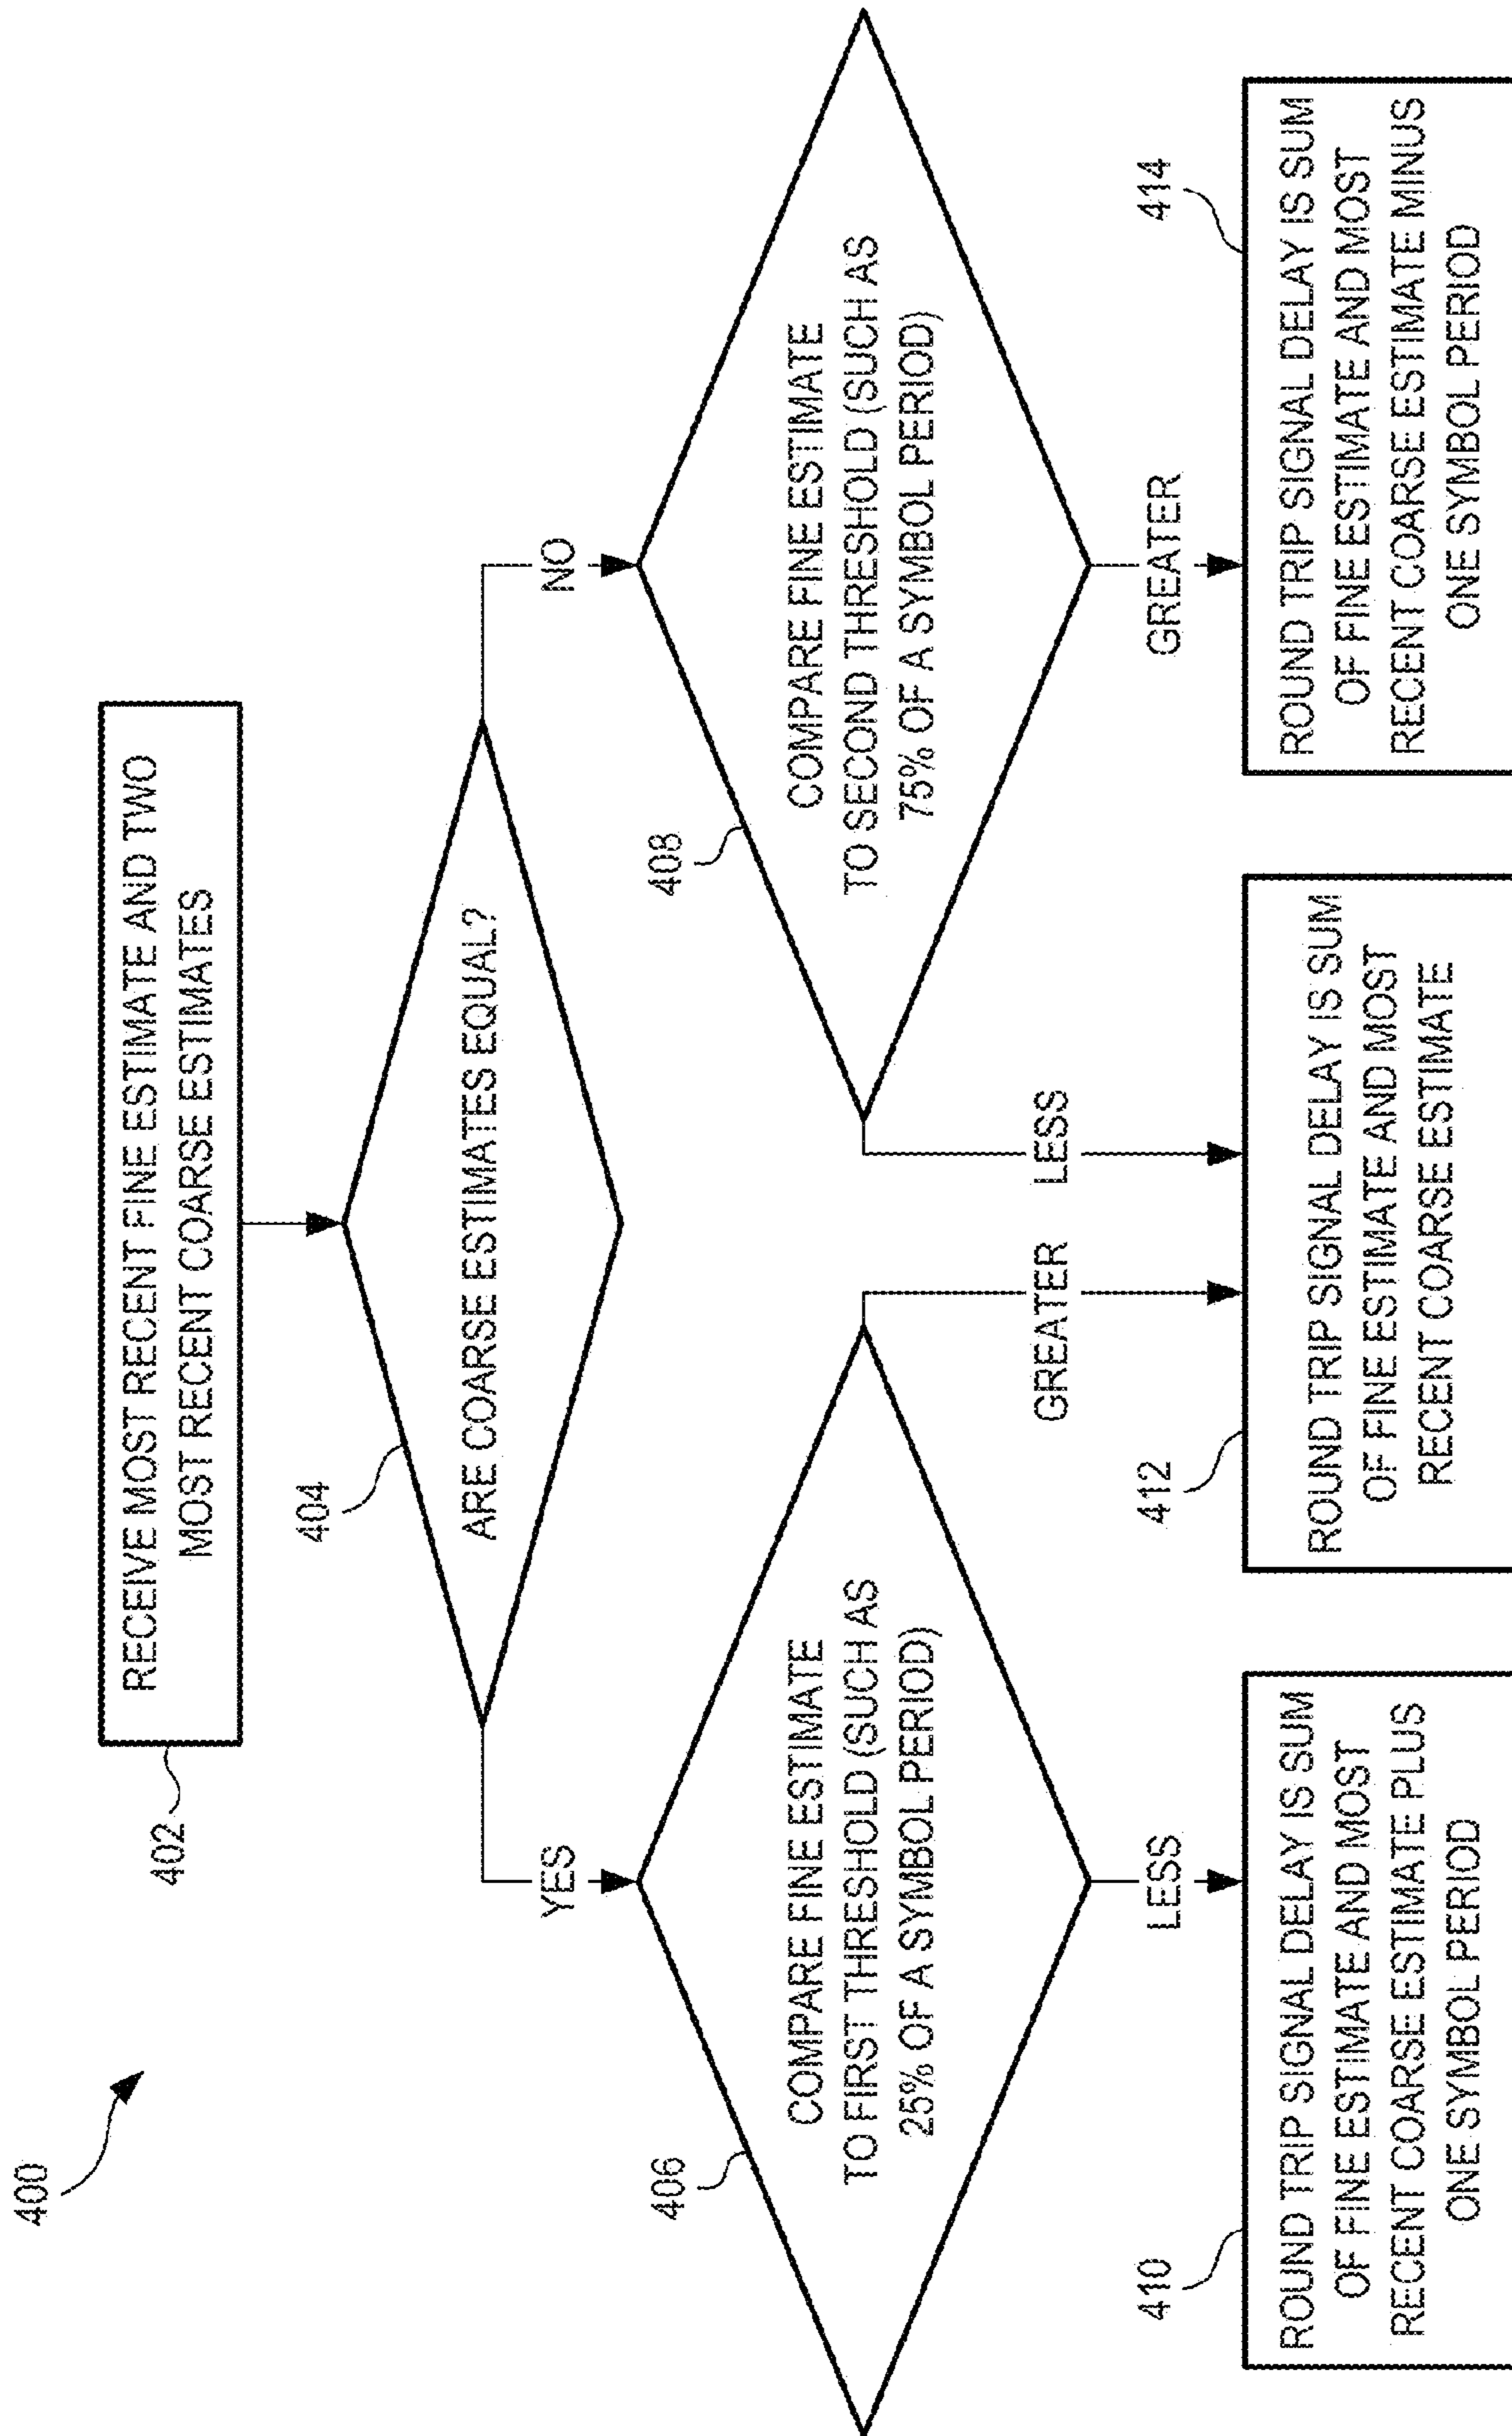 400
402
RECEIVE MOST RECENT FINE ESTIMATE AND TWO
MOST RECENT COARSE ESTIMATES
404
ARE COARSE ESTIMATES EQUAL?
YES
NO
406
COMPARE FINE ESTIMATE
TO FIRST THRESHOLD (SUCH AS
25% OF A SYMBOL PERIOD)
408
COMPARE FINE ESTIMATE
TO SECOND THRESHOLD (SUCH AS
75% OF A SYMBOL PERIOD)
LESS
GREATER
LESS
GREATER
410
ROUND TRIP SIGNAL DELAY IS SUM
OF FINE ESTIMATE AND MOST
RECENT COARSE ESTIMATE PLUS
ONE SYMBOL PERIOD
412
ROUND TRIP SIGNAL DELAY IS SUM
OF FINE ESTIMATE AND MOST
RECENT COARSE ESTIMATE
414
ROUND TRIP SIGNAL DELAY IS SUM
OF FINE ESTIMATE AND MOST
RECENT COARSE ESTIMATE MINUS
ONE SYMBOL PERIOD